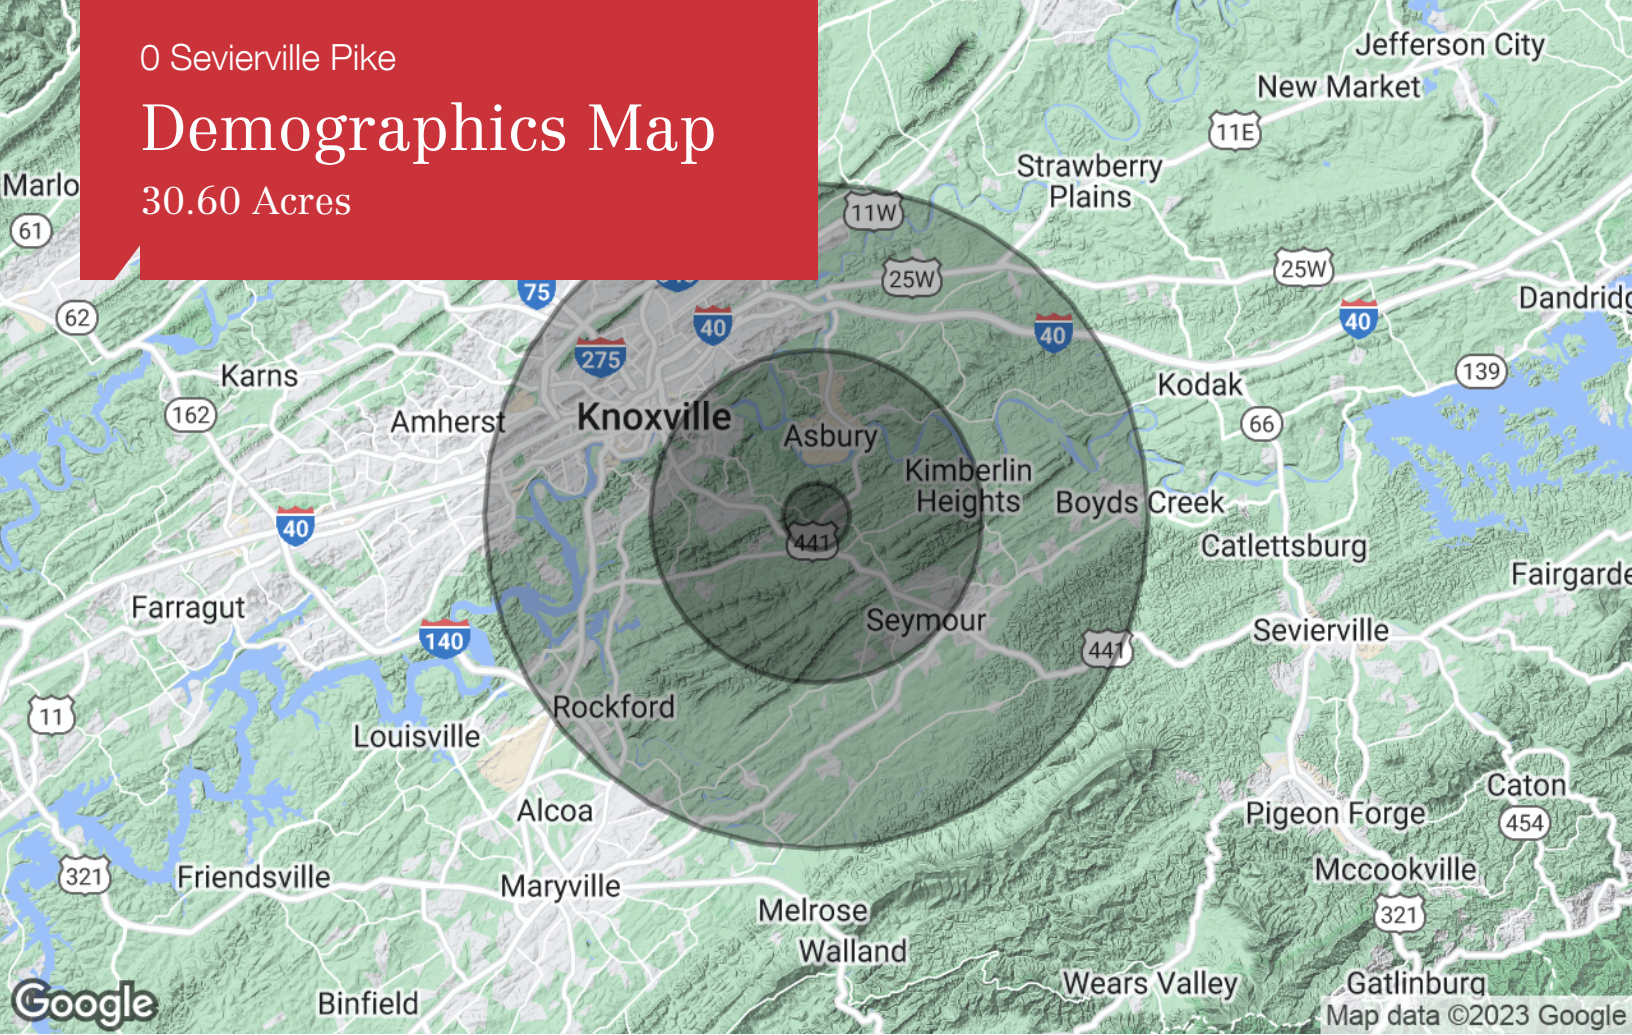 0 Sevierville Pike
Demographics Map
30.60 Acres
Jefferson City
New Market
11E
Strawberry
Plains
Marlo
61
11W
25W
25W
75
40
40
40
62
275
Dandridg
Karns
139
Kodak
162
Amherst
Knoxville
66
Asbury
Kimberlin
Heights
Boyds Creek
40
441
Catlettsburg
Fairgarde
Farragut
Seymour
140
Sevierville
441
Rockford
11
Louisville
Caton
Alcoa
Pigeon Forge
454
321
Friendsville
Maryville
Mccookville
Melrose
321
Walland
Wears Valley
Gatlinburg
Google
Binfield
Map data ©2023 Google